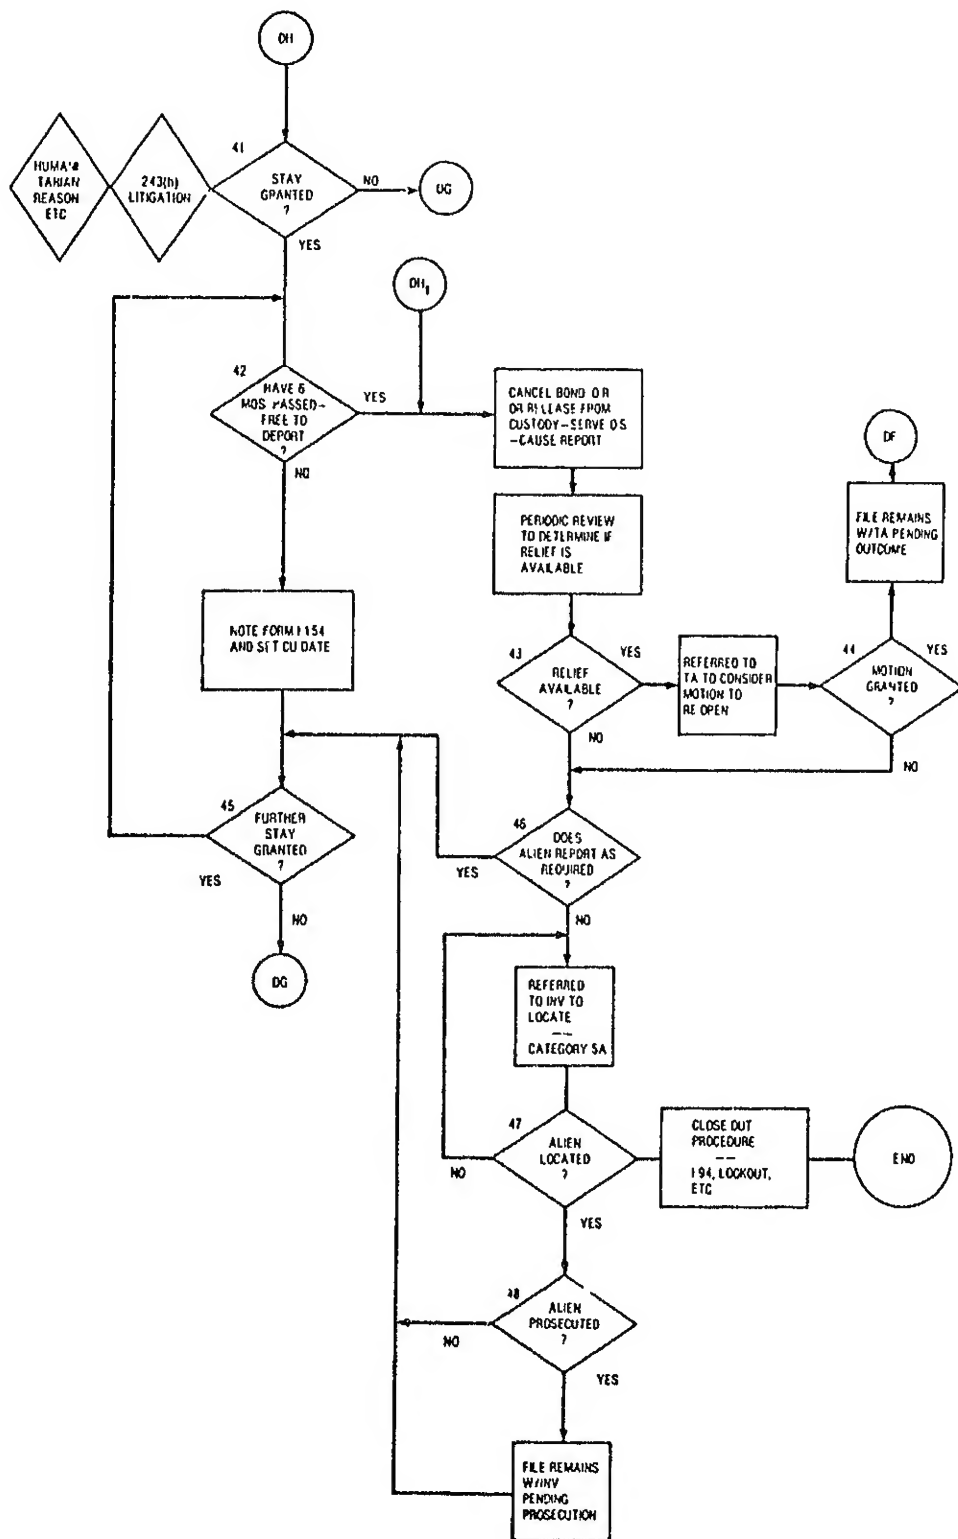 DH
41
HUMA'#
TARIAN
REASON
ETC
243(h)
LITIGATION
STAY
GRANTED
?
NO
DG
YES
DH1
42
HAVE 6
MOS. PASSED-
FREE TO
DEPORT
?
YES
NO
CANCEL BOND OR
OR RELEASE FROM
CUSTODY-SERVE O.S
-CAUSE REPORT
DF
PERIODIC REVIEW
TO DETERMINE IF
RELIEF IS
AVAILABLE
FILE REMAINS
W/TA PENDING
OUTCOME
NOTE FORM I 154
AND SET CU DATE
43
RELIEF
AVAILABLE
?
YES
NO
REFERRED TO
TA TO CONSIDER
MOTION TO
RE OPEN
44
MOTION
GRANTED
?
YES
NO
45
FURTHER
STAY
GRANTED
?
YES
NO
DG
46
DOES
ALIEN REPORT AS
REQUIRED
?
YES
NO
REFERRED
TO INV TO
LOCATE
— —
CATEGORY 5A
47
ALIEN
LOCATED
?
NO
YES
CLOSE OUT
PROCEDURE
— —
I 94, LOOKOUT,
ETC
END
48
ALIEN
PROSECUTED
?
NO
YES
FILE REMAINS
W/INV
PENDING
PROSECUTION